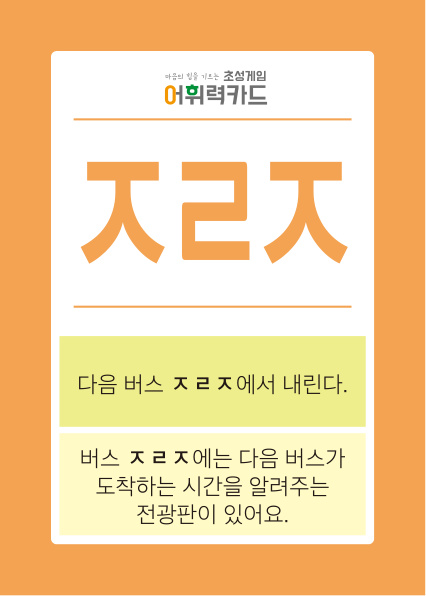 마음의 힘을 기르는 초성게임
어휘력카드
ㅈㄹㅈ
다음 버스 ㅈㄹㅈ에서 내린다.
버스 ㅈㄹㅈ에는 다음 버스가
도착하는 시간을 알려주는
전광판이 있어요.